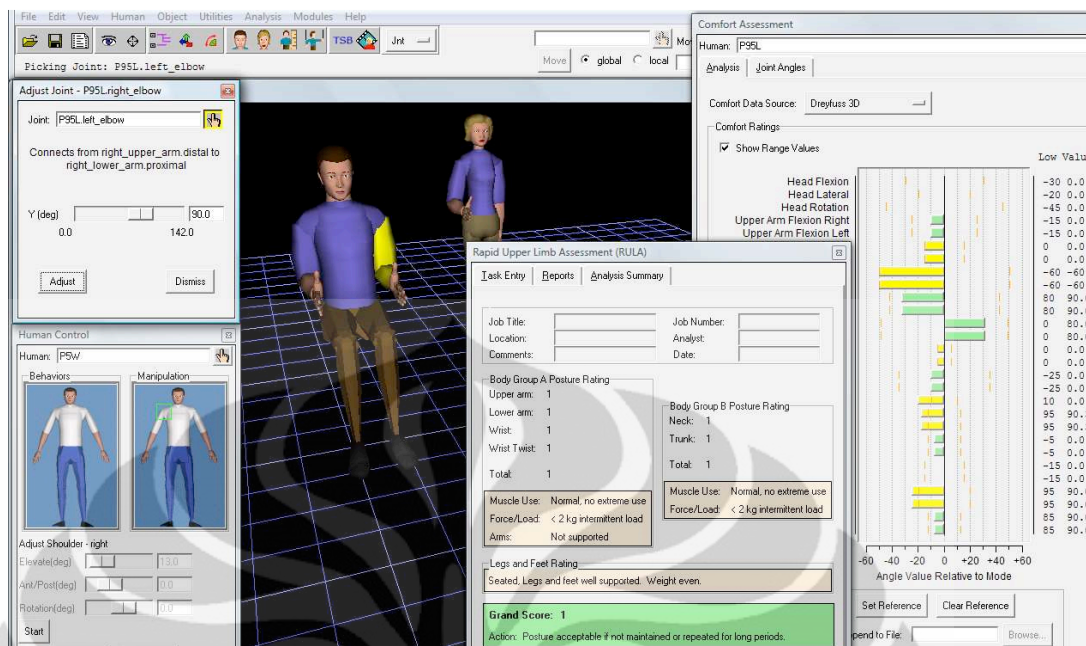 File Edit View Human Object Utilities Analysis Modules Help
TSB Jnt
Move global local
Picking Joint: P95L.left_elbow
Adjust Joint - P95L.right_elbow
Joint: P95L.left_elbow
Connects from right_upper_arm.distal to
right_lower_arm.proximal
Y (deg) 90.0
0.0 142.0
Adjust Dismiss
Human Control
Human: P5W
Behaviors Manipulation
Adjust Shoulder - right
Elevate(deg) 13.0
Ant/Post(deg) 0.0
Rotation(deg) 0.0
Start
Rapid Upper Limb Assessment (RULA)
Task Entry Reports Analysis Summary
Job Title: Job Number:
Location: Analyst:
Comments: Date:
Body Group A Posture Rating
Upper arm: 1
Lower arm: 1
Wrist: 1
Wrist Twist: 1
Total: 1
Muscle Use: Normal, no extreme use
Force/Load: < 2 kg intermittent load
Arms: Not supported
Body Group B Posture Rating
Neck: 1
Trunk: 1
Total: 1
Muscle Use: Normal, no extreme use
Force/Load: < 2 kg intermittent load
Legs and Feet Rating
Seated, Legs and feet well supported. Weight even.
Grand Score: 1
Action: Posture acceptable if not maintained or repeated for long periods.
Comfort Assessment
Human: P95L
Analysis Joint Angles
Comfort Data Source: Dreyfuss 3D
Comfort Ratings
Show Range Values
Low Valu
Head Flexion -30 0.0
Head Lateral -20 0.0
Head Rotation -45 0.0
Upper Arm Flexion Right -15 0.0
Upper Arm Flexion Left -15 0.0
0 0.0
0 0.0
-60 -60
-60 -60
80 90.
80 90.
0 80.
0 80.
0 0.0
0 0.0
-25 0.0
-25 0.0
10 0.0
95 90.
95 90.
-5 0.0
-5 0.0
-15 0.0
-15 0.0
95 90.
95 90.
85 90.
85 90.
-60 -40 -20 0 +20 +40 +60
Angle Value Relative to Mode
Set Reference Clear Reference
pend to File: Browse...